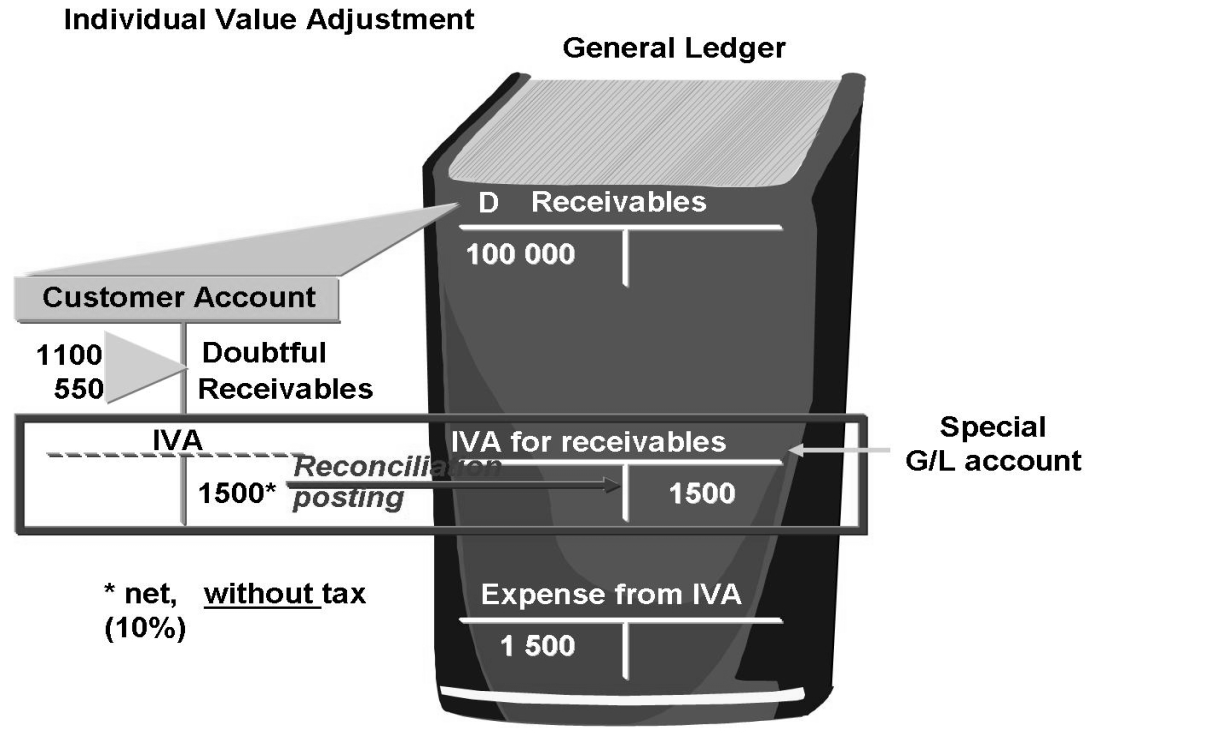 Individual Value Adjustment
General Ledger
D Receivables
100 000
Customer Account
1100
550
Doubtful
Receivables
IVA
1500*
Reconciliation
posting
IVA for receivables
1500
Special
G/L account
* net, without tax
(10%)
Expense from IVA
1 500